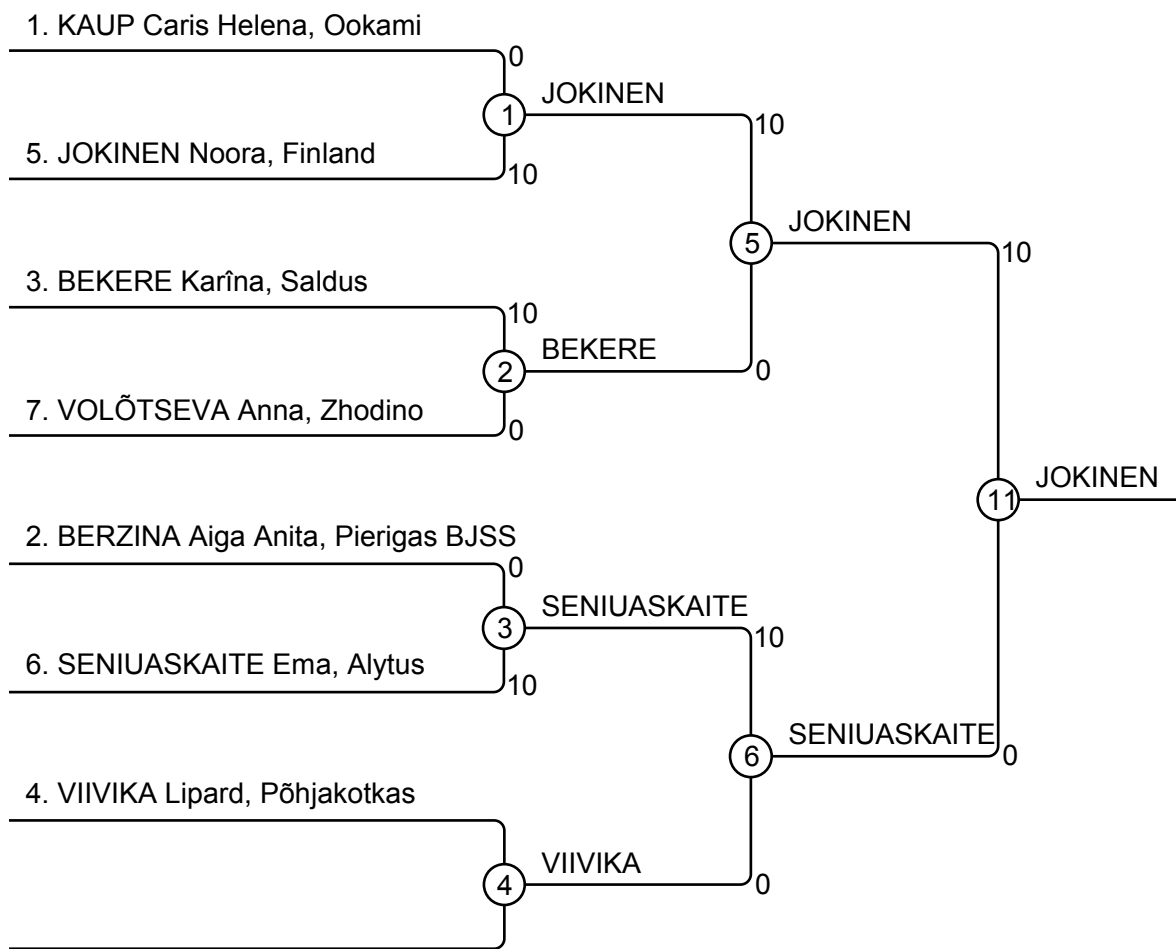 1. KAUP Caris Helena, Ookami
0
JOKINEN
1
10
5. JOKINEN Noora, Finland
10
JOKINEN
5
10
3. BEKERE Karîna, Saldus
10
BEKERE
2
0
7. VOLÕTSEVA Anna, Zhodino
0
JOKINEN
11
2. BERZINA Aiga Anita, Pierigas BJSS
0
SENIUASKAITE
3
10
6. SENIUASKAITE Ema, Alytus
10
SENIUASKAITE
6
0
4. VIIVIKA Lipard, Põhjakotkas
VIIVIKA
4
0